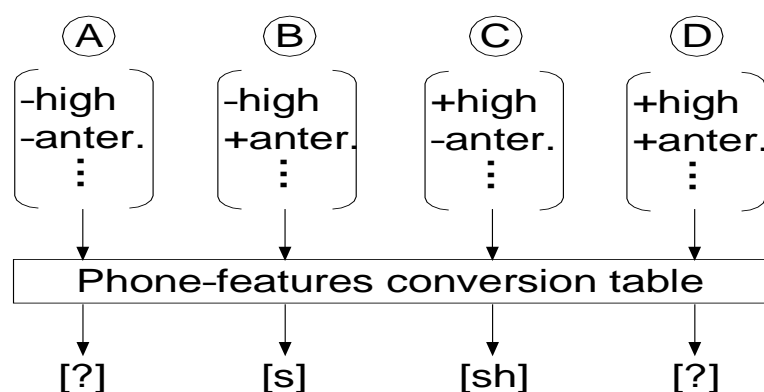 A B C D
-high -high +high +high
-anter. +anter. -anter. +anter.
⋮ ⋮ ⋮ ⋮
Phone-features conversion table
[?] [s] [sh] [?]